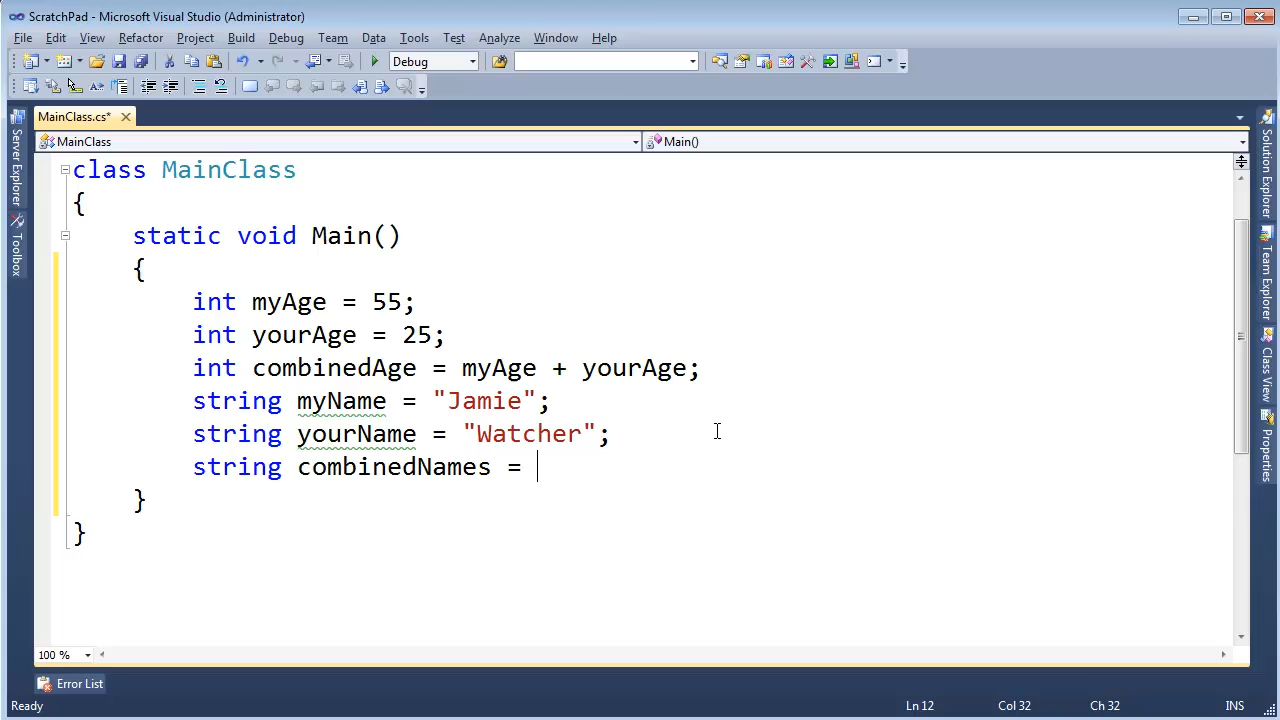 ScratchPad - Microsoft Visual Studio (Administrator)
File Edit View Refactor Project Build Debug Team Data Tools Test Analyze Window Help
Debug
MainClass.cs*
MainClass Main()
Server Explorer
Toolbox
class MainClass
{
static void Main()
{
int myAge = 55;
int yourAge = 25;
int combinedAge = myAge + yourAge;
string myName = "Jamie";
string yourName = "Watcher";
string combinedNames =
}
}
Solution Explorer
Team Explorer
Class View
Properties
100 %
Error List
Ready Ln 12 Col 32 Ch 32 INS